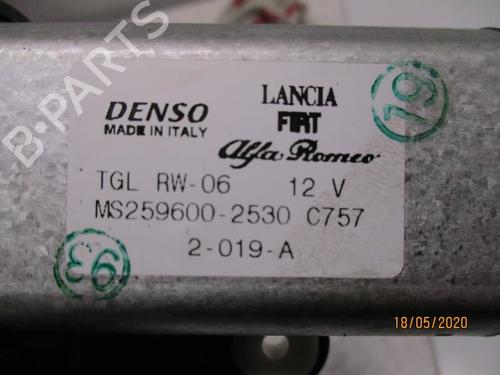 DENSO
MADE IN ITALY
LANCIA
FIAT
Alfa Romeo
TGL RW-06 12 V
MS259600-2530 C757
2-019-A
19
93
B-PARTS
18/05/2020